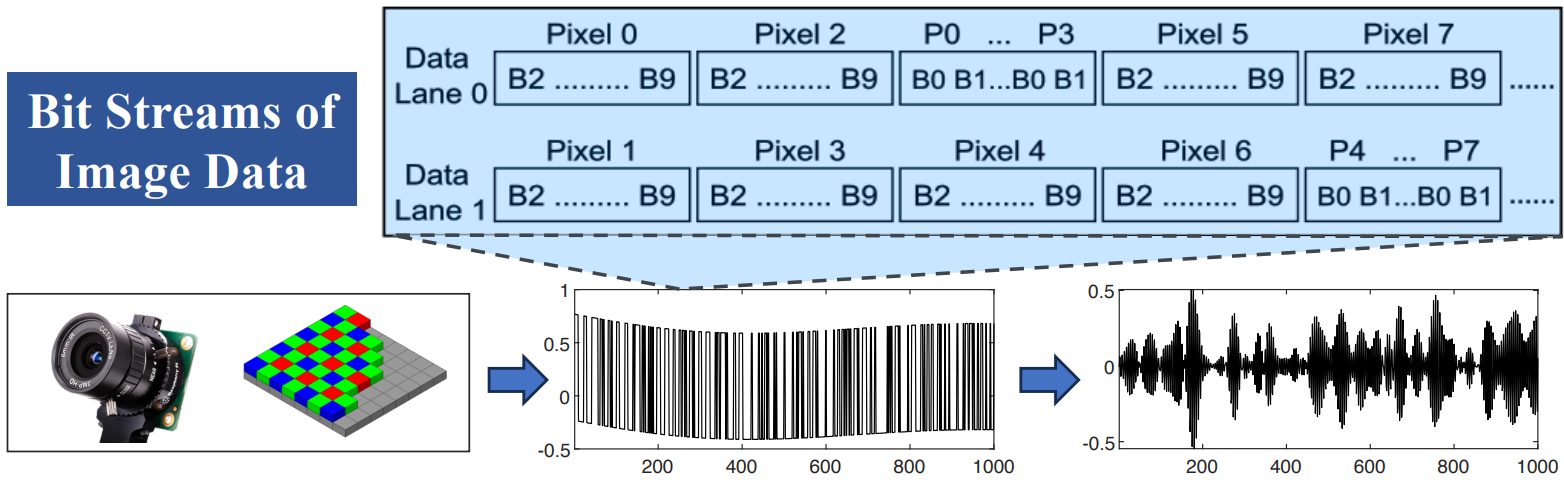 Bit Streams of
Image Data
Pixel 0 Pixel 2 P0 ... P3 Pixel 5 Pixel 7
Data
Lane 0
B2 ......... B9 B2 ......... B9 B0 B1...B0 B1 B2 ......... B9 B2 ......... B9 ......
Pixel 1 Pixel 3 Pixel 4 Pixel 6 P4 ... P7
Data
Lane 1
B2 ......... B9 B2 ......... B9 B2 ......... B9 B2 ......... B9 B0 B1...B0 B1 ......
1
0.5
0
-0.5
200 400 600 800 1000
0.5
0
-0.5
200 400 600 800 1000
6mm